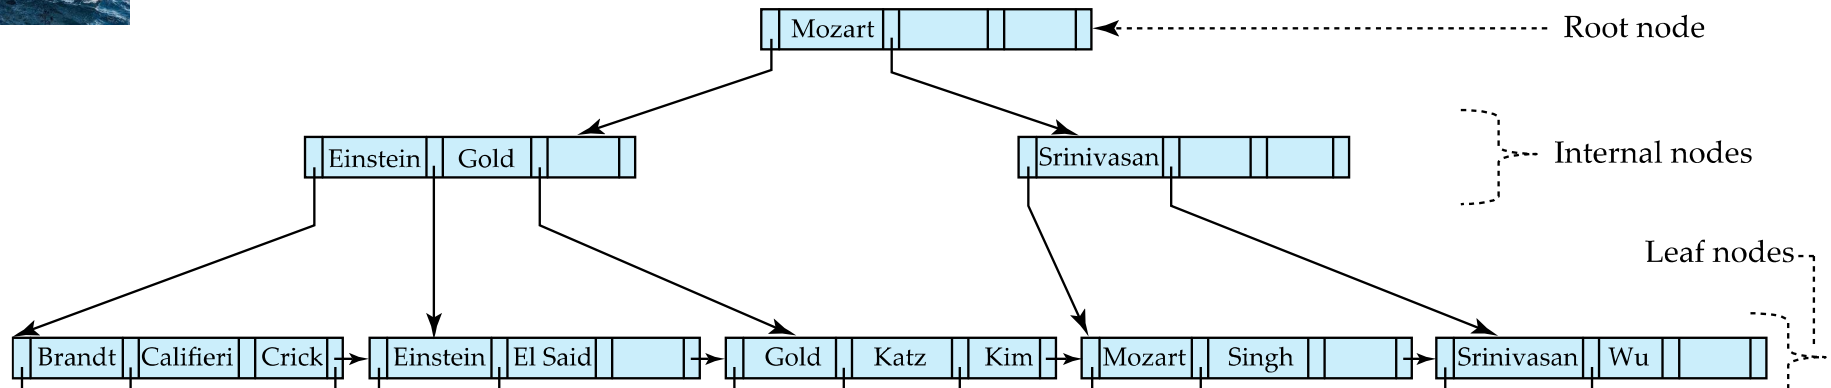 Mozart
Root node
Einstein Gold
Srinivasan
Internal nodes
Leaf nodes
Brandt Califieri Crick
Einstein El Said
Gold Katz Kim
Mozart Singh
Srinivasan Wu